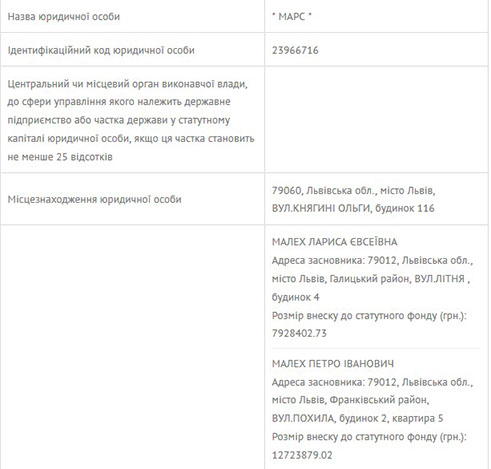 Назва юридичної особи
* МАРС *
Ідентифікаційний код юридичної особи
23966716
Центральний чи місцевий орган виконавчої влади,
до сфери управління якого належить державне
підприємство або частка держави у статутному
капіталі юридичної особи, якщо ця частка становить
не менше 25 відсотків
Місцезнаходження юридичної особи
79060, Львівська обл., місто Львів,
ВУЛ.КНЯГИНІ ОЛЬГИ, будинок 116
МАЛЕХ ЛАРИСА ЄВСЕЇВНА
Адреса засновника: 79012, Львівська обл.,
місто Львів, Галицький район, ВУЛ.ЛІТНЯ ,
будинок 4
Розмір внеску до статутного фонду (грн.):
7928402.73
МАЛЕХ ПЕТРО ІВАНОВИЧ
Адреса засновника: 79012, Львівська обл.,
місто Львів, Франківський район,
ВУЛ.ПОХИЛА, будинок 2, квартира 5
Розмір внеску до статутного фонду (грн.):
12723879.02